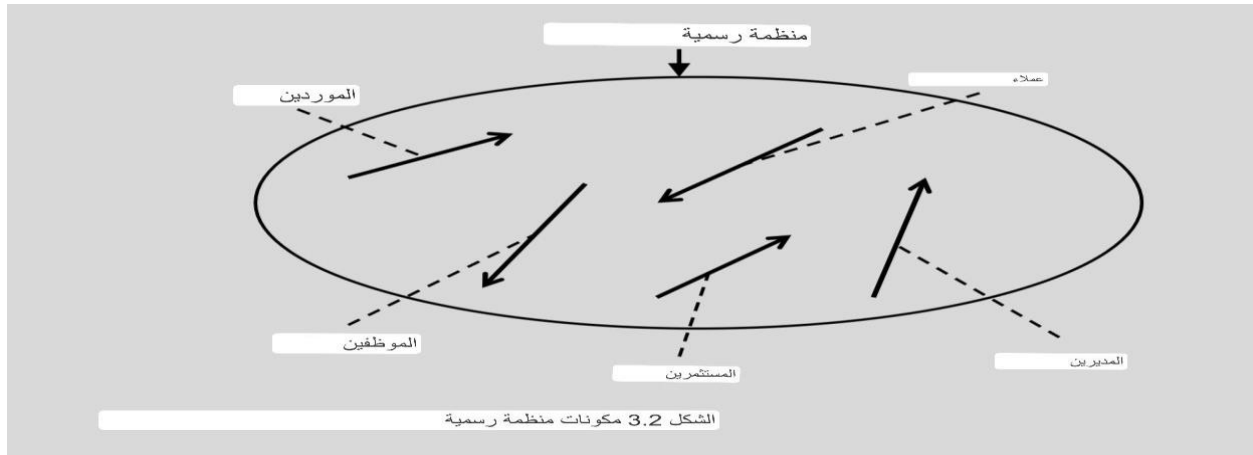 منظمة رسمية
عملاء
الموردين
الموظفين
المستثمرين
المديرين
الشكل 3.2 مكونات منظمة رسمية